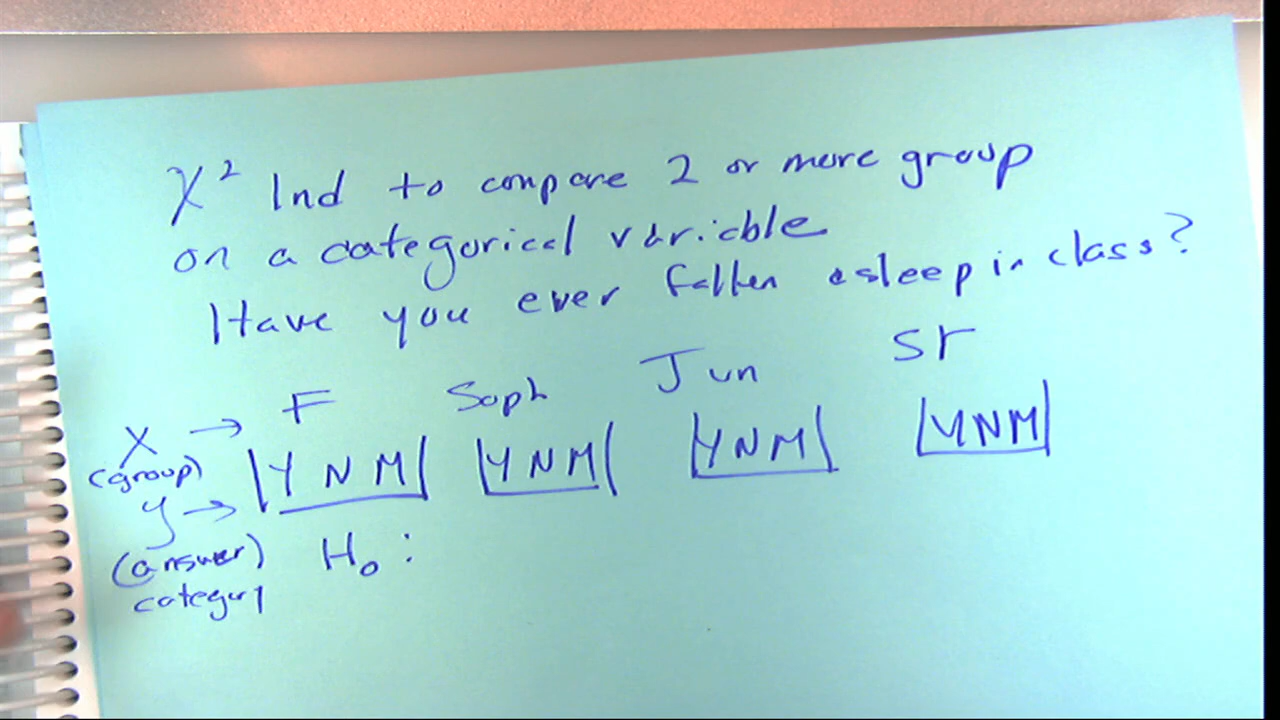 χ² Ind to compare 2 or more group
on a categorical variable
Have you ever fallen asleep in class?
F Soph Jun Sr
X →
(group) Y N M Y N M Y N M Y N M
y →
(answer) H₀ :
category